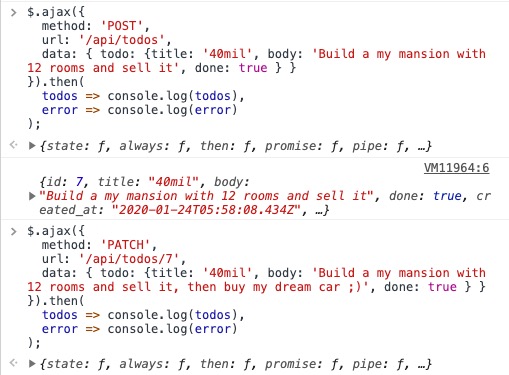 > $.ajax({
method: 'POST',
url: '/api/todos',
data: { todo: {title: '40mil', body: 'Build a my mansion with
12 rooms and sell it', done: true } }
}).then(
todos => console.log(todos),
error => console.log(error)
);
<· ▶{state: ƒ, always: ƒ, then: ƒ, promise: ƒ, pipe: ƒ, …}
VM11964:6
{id: 7, title: "40mil", body:
▶"Build a my mansion with 12 rooms and sell it", done: true, cr
eated_at: "2020-01-24T05:58:08.434Z", …}
> $.ajax({
method: 'PATCH',
url: '/api/todos/7',
data: { todo: {title: '40mil', body: 'Build a my mansion with
12 rooms and sell it, then buy my dream car ;)', done: true } }
}).then(
todos => console.log(todos),
error => console.log(error)
);
<· ▶{state: ƒ, always: ƒ, then: ƒ, promise: ƒ, pipe: ƒ, …}